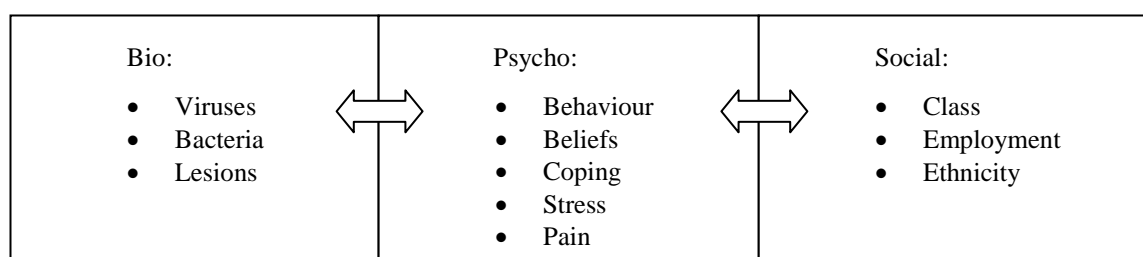 Bio:
• Viruses
• Bacteria
• Lesions
Psycho:
• Behaviour
• Beliefs
• Coping
• Stress
• Pain
Social:
• Class
• Employment
• Ethnicity